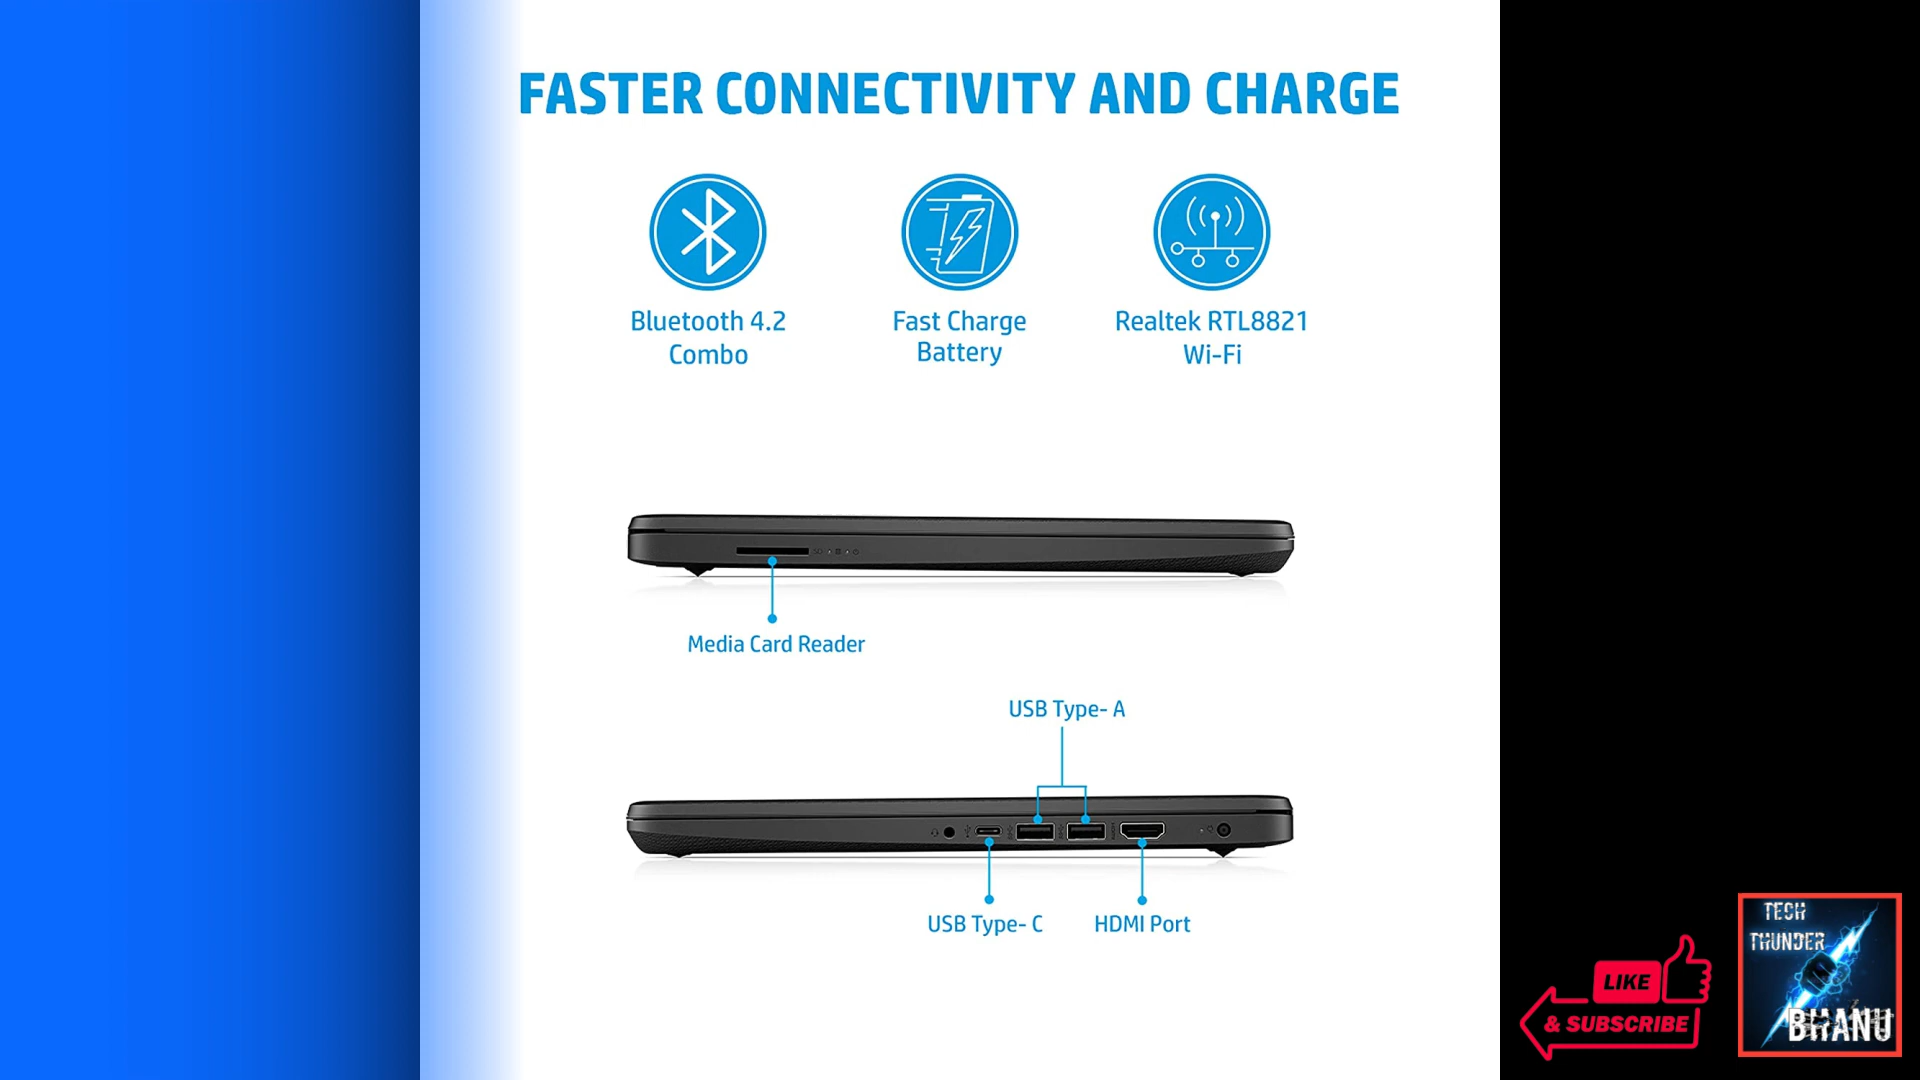 FASTER CONNECTIVITY AND CHARGE
Bluetooth 4.2
Combo
Fast Charge
Battery
Realtek RTL8821
Wi-Fi
Media Card Reader
USB Type- A
USB Type- C
HDMI Port
LIKE
& SUBSCRIBE
TECH
THUNDER
BHANU